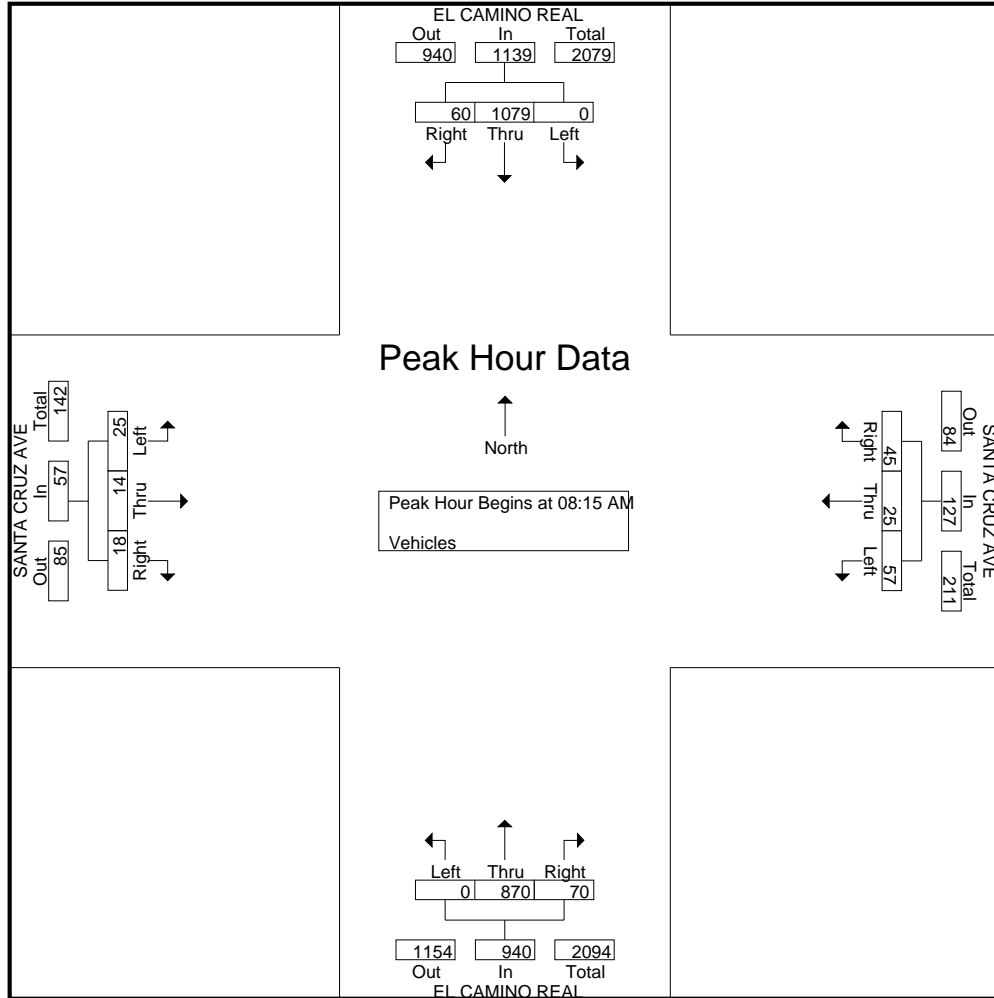 EL CAMINO REAL
Out In Total
940 1139 2079
60 1079 0
Right Thru Left
Peak Hour Data
North
Peak Hour Begins at 08:15 AM
Vehicles
SANTA CRUZ AVE
Total In Out
142 57 85
25 14 18
Left Thru Right
SANTA CRUZ AVE
Out In Total
84 127 211
45 25 57
Right Thru Left
Left Thru Right
0 870 70
1154 940 2094
Out In Total
EL CAMINO REAL